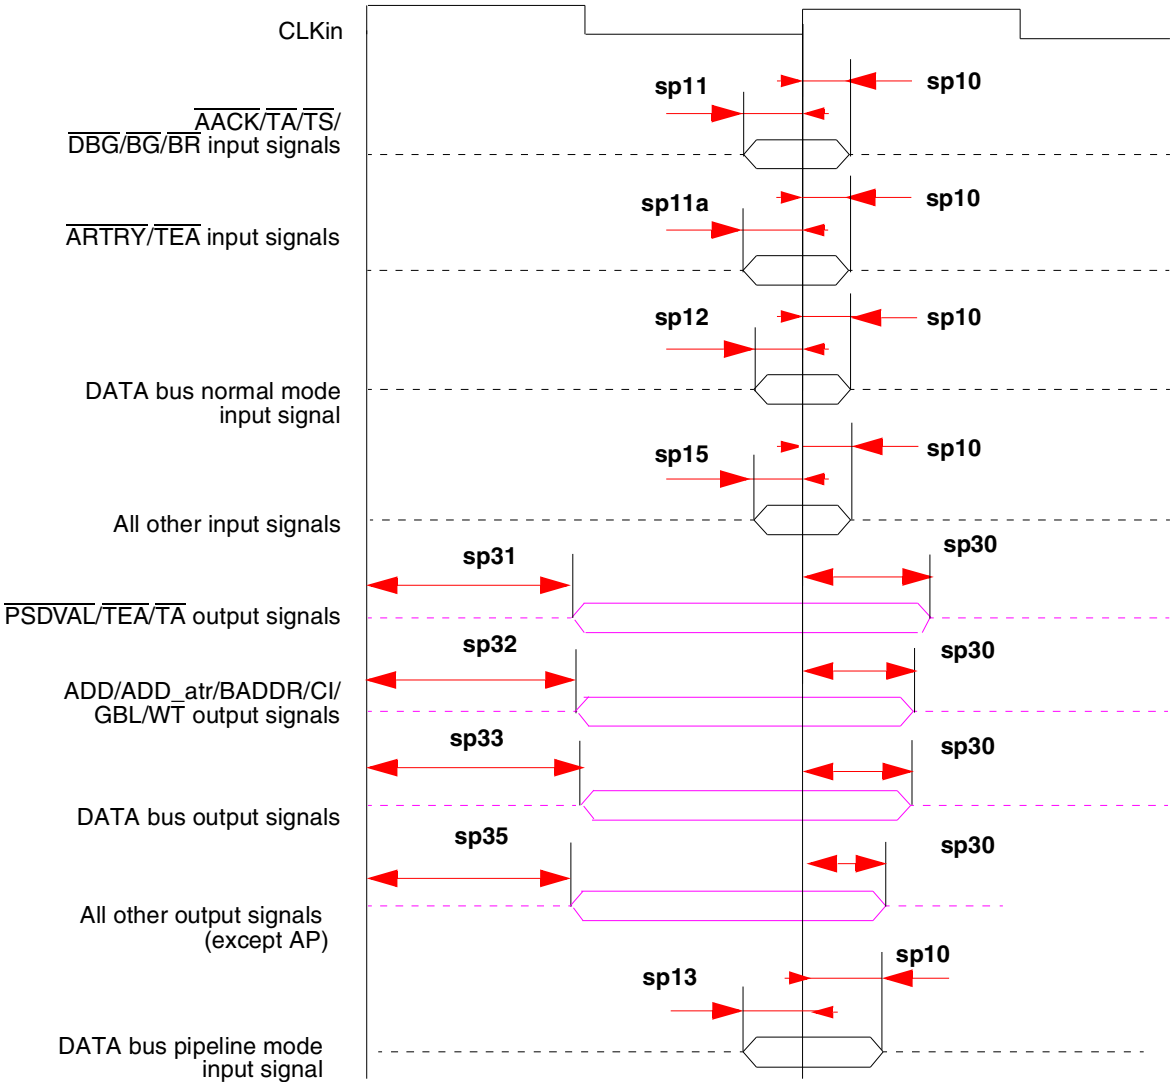 CLKin
sp11
sp10
AACK/TA/TS/
DBG/BG/BR input signals
sp11a
sp10
ARTRY/TEA input signals
sp12
sp10
DATA bus normal mode
input signal
sp15
sp10
All other input signals
sp31
sp30
PSDVAL/TEA/TA output signals
sp32
sp30
ADD/ADD_atr/BADDR/CI/
GBL/WT output signals
sp33
sp30
DATA bus output signals
sp35
sp30
All other output signals
(except AP)
sp13
sp10
DATA bus pipeline mode
input signal